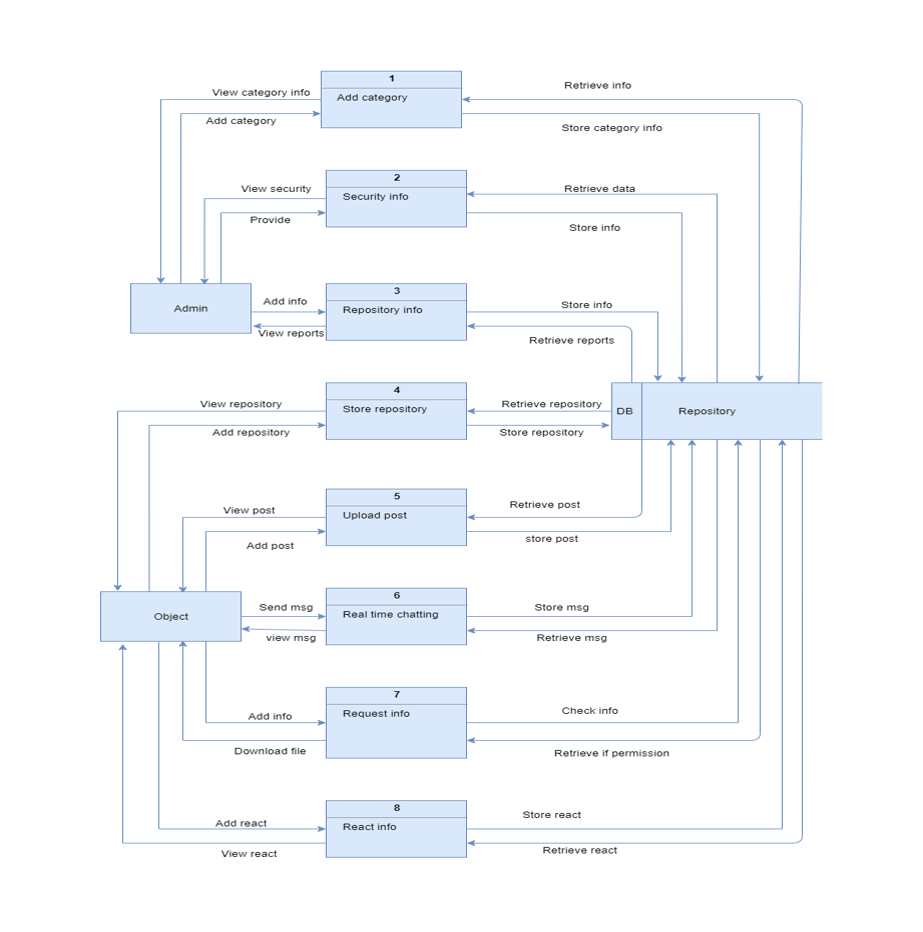 1
View category info
Retrieve info
Add category
Add category
Store category info
2
View security
Security info
Retrieve data
Provide
Store info
3
Add info
Store info
Admin
Repository info
View reports
Retrieve reports
4
View repository
Store repository
Retrieve repository
DB
Repository
Add repository
Store repository
5
View post
Upload post
Retrieve post
Add post
store post
6
Send msg
Real time chatting
Store msg
Object
view msg
Retrieve msg
7
Add info
Request info
Check info
Download file
Retrieve if permission
8
Add react
React info
Store react
View react
Retrieve react